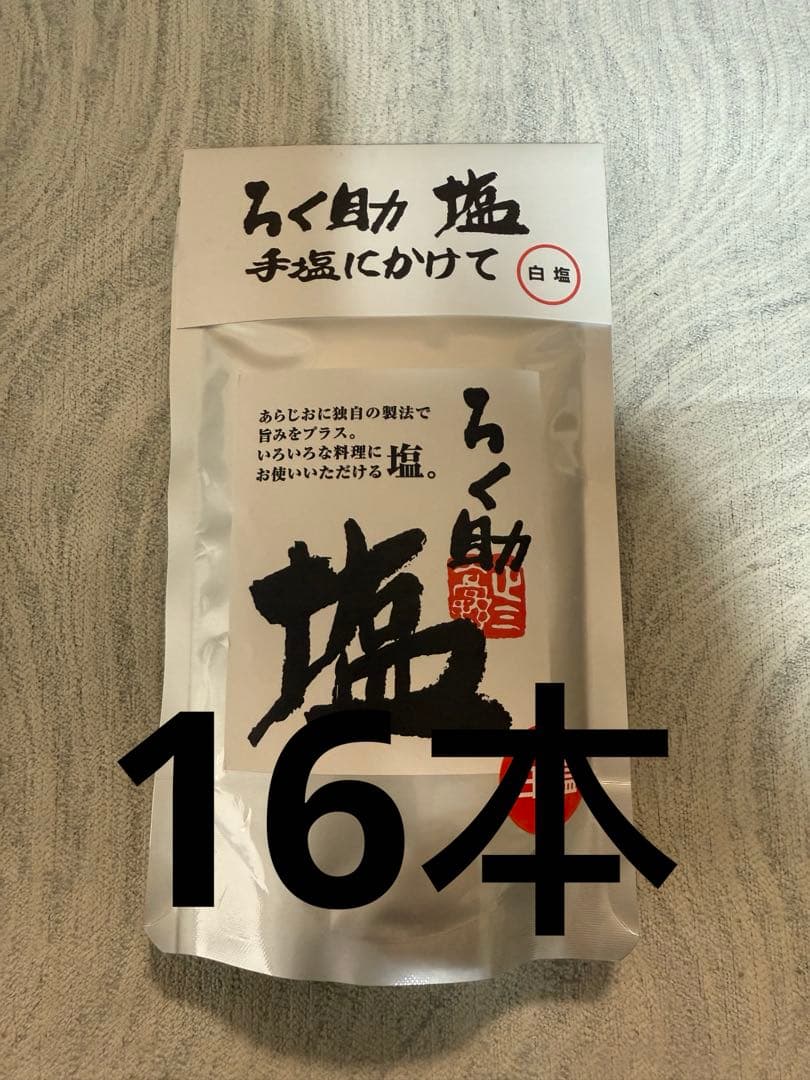 ろく助 塩
手塩にかけて
白塩
あらじおに独自の製法で
旨みをプラス。
いろいろな料理に
お使いいただける 塩。
ろく助
塩
16本